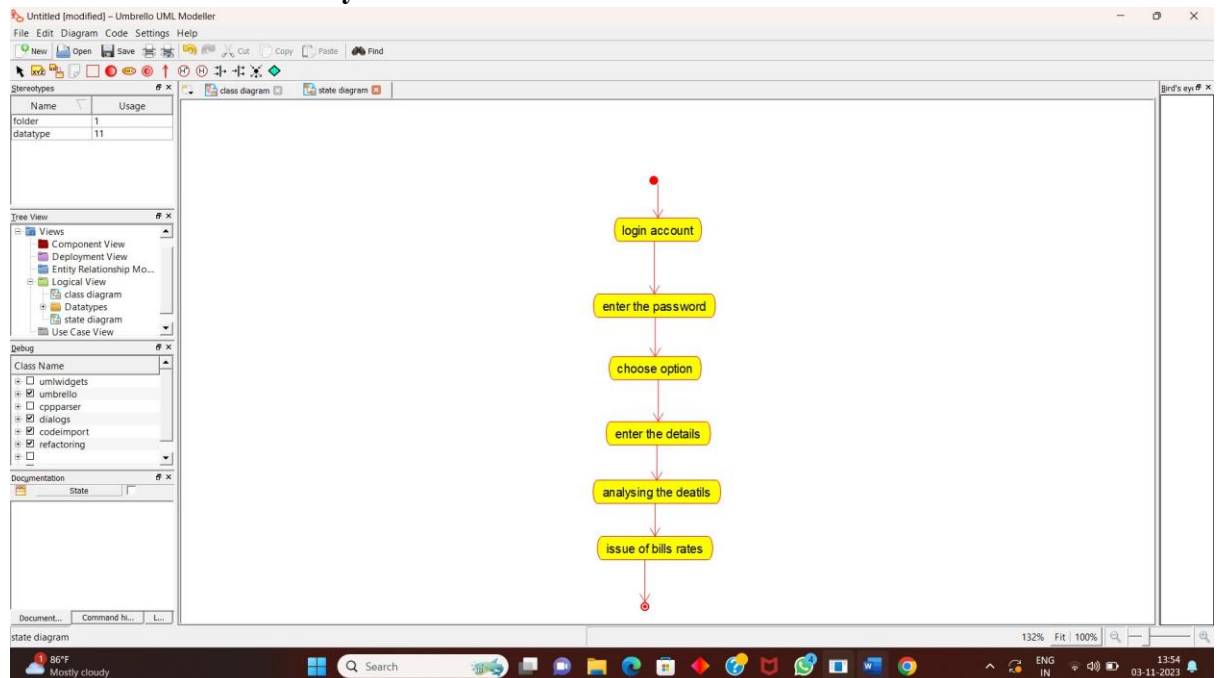 y
Untitled [modified] – Umbrello UML Modeller
File Edit Diagram Code Settings Help
New Open Save Cut Copy Paste Find
Stereotypes
class diagram
state diagram
Bird's eye
Name Usage
folder 1
datatype 11
Tree View
Views
Component View
Deployment View
Entity Relationship Mo...
Logical View
class diagram
Datatypes
state diagram
Use Case View
Debug
Class Name
umlwidgets
umbrello
cppparser
dialogs
codeimport
refactoring
Documentation
State
Document... Command hi... L...
login account
enter the password
choose option
enter the details
analysing the deatils
issue of bills rates
state diagram
132% Fit 100%
1
86°F
Mostly cloudy
Search
ENG
IN
13:54
03-11-2023